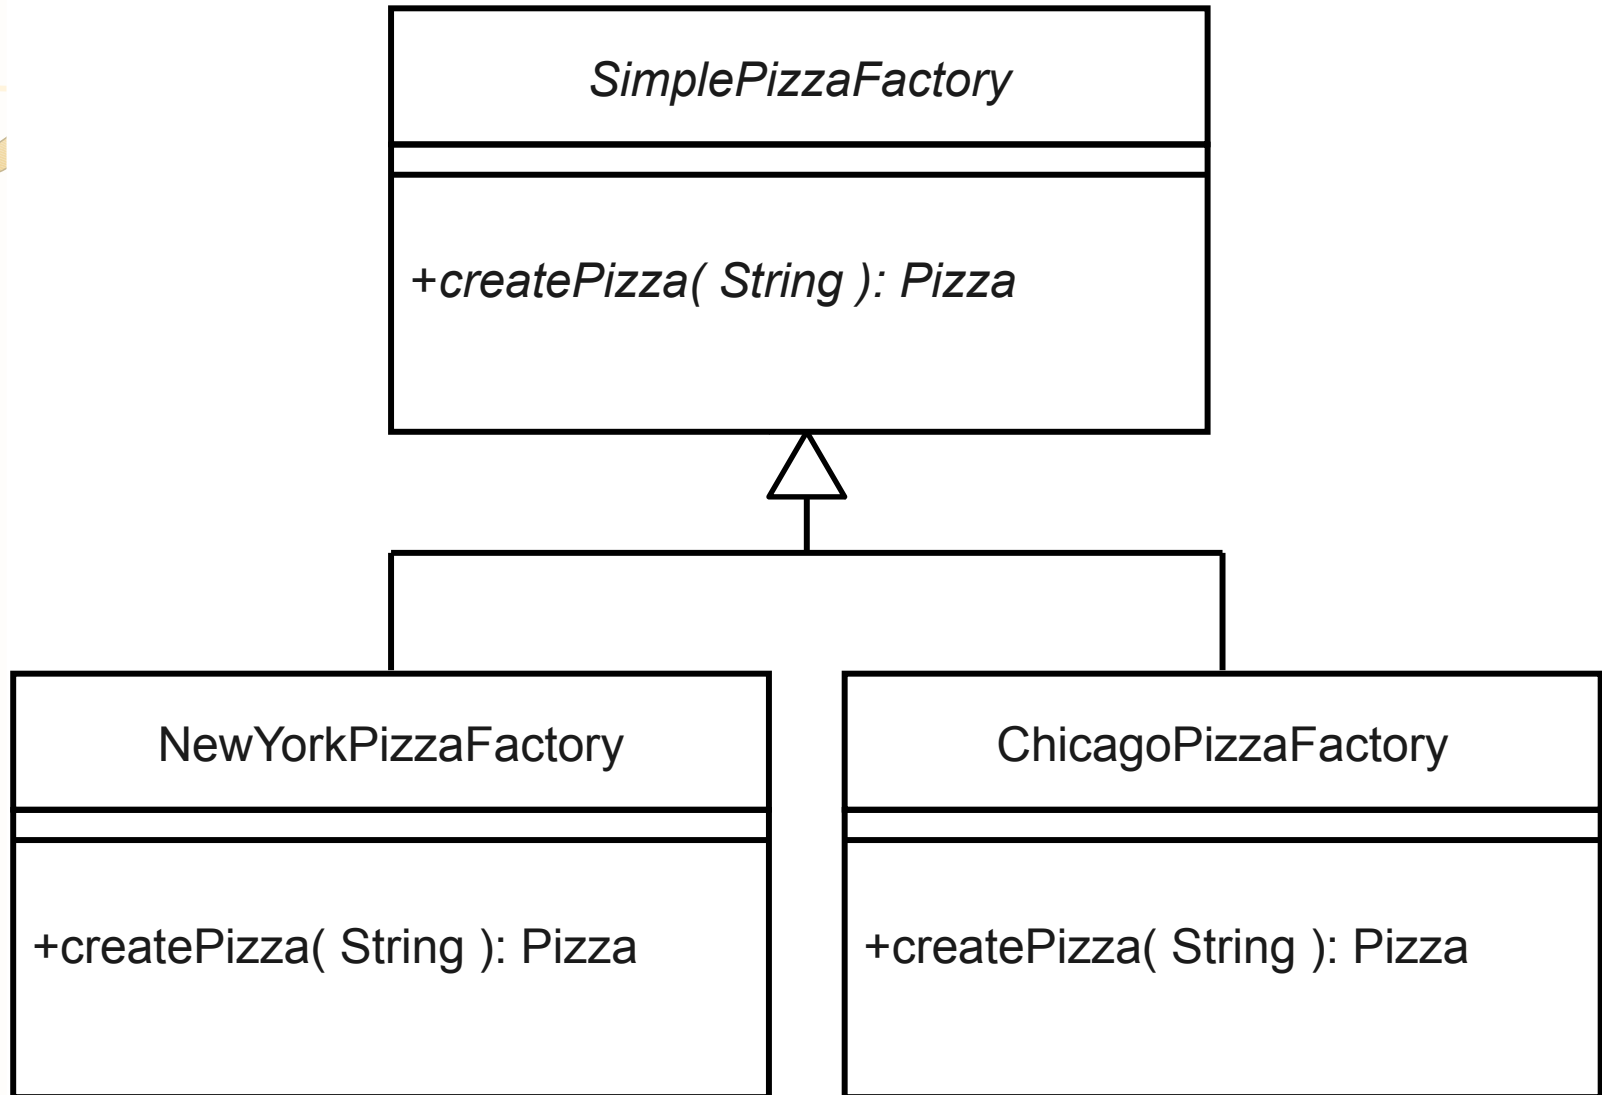 SimplePizzaFactory
+createPizza( String ): Pizza
NewYorkPizzaFactory
+createPizza( String ): Pizza
ChicagoPizzaFactory
+createPizza( String ): Pizza